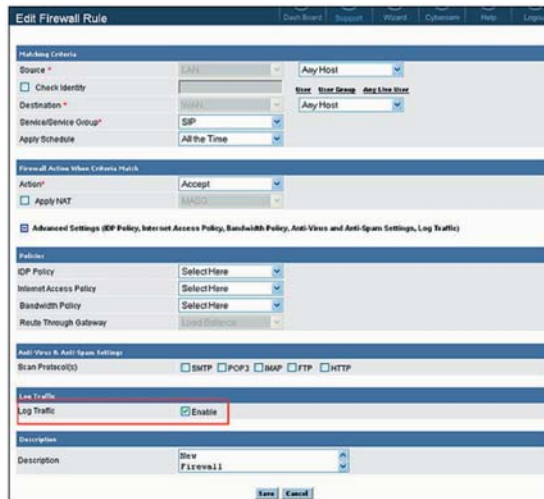 Edit Firewall Rule
Dash Board Support Wizard Cyberoam Help Logout
Matching Criteria
Source * LAN Any Host
Check Identity User User Group Any Live User
Destination * WAN Any Host
Service/Service Group* SIP
Apply Schedule All the Time
Firewall Action When Criteria Match
Action* Accept
Apply NAT MASQ
Advanced Settings (IDP Policy, Internet Access Policy, Bandwidth Policy, Anti-Virus and Anti-Spam Settings, Log Traffic)
Policies
IDP Policy Select Here
Internet Access Policy Select Here
Bandwidth Policy Select Here
Route Through Gateway Load Balance
Anti-Virus & Anti-Spam Settings
Scan Protocol(s) SMTP POP3 IMAP FTP HTTP
Log Traffic
Log Traffic Enable
Description
Description New
Firewall
Save Cancel